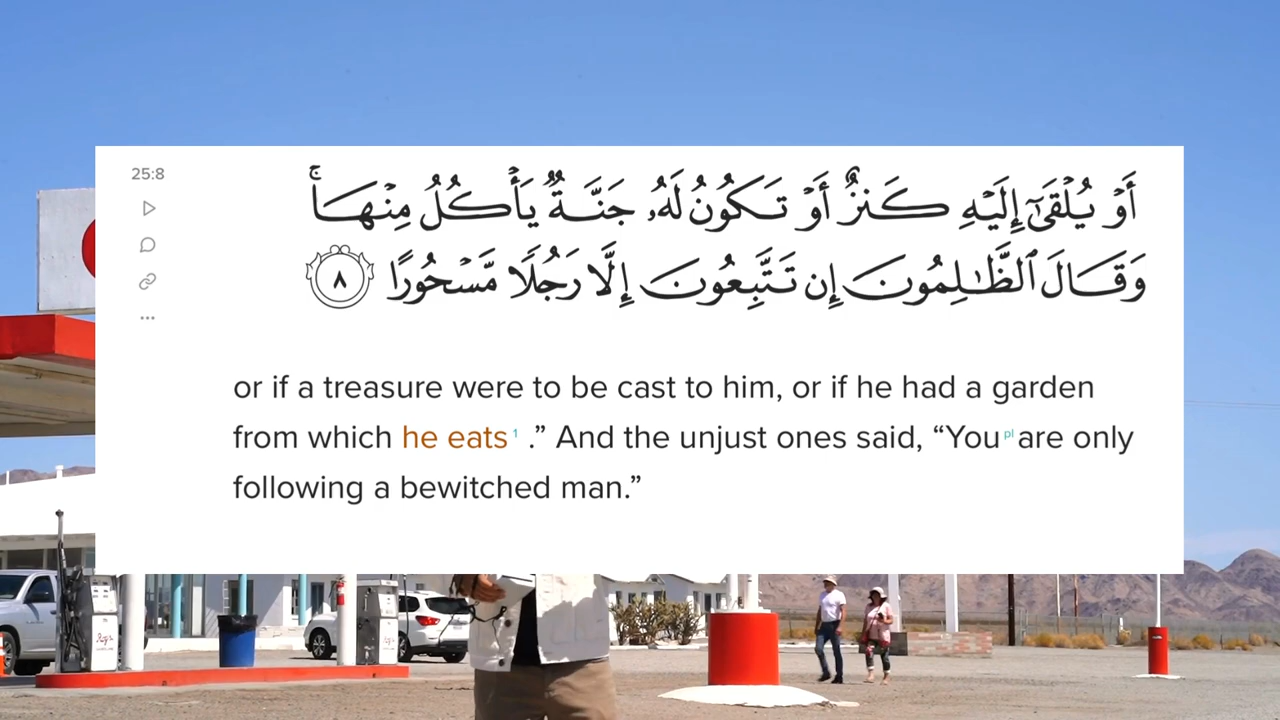 25:8
أَوْ يُلْقَىٰٓ إِلَيْهِ كَنزٌ أَوْ تَكُونُ لَهُۥ جَنَّةٌ يَأْكُلُ مِنْهَا ۚ
وَقَالَ ٱلظَّـٰلِمُونَ إِن تَتَّبِعُونَ إِلَّا رَجُلًا مَّسْحُورًا ٨
or if a treasure were to be cast to him, or if he had a garden
from which he eats 1 .” And the unjust ones said, “You pl are only
following a bewitched man.”